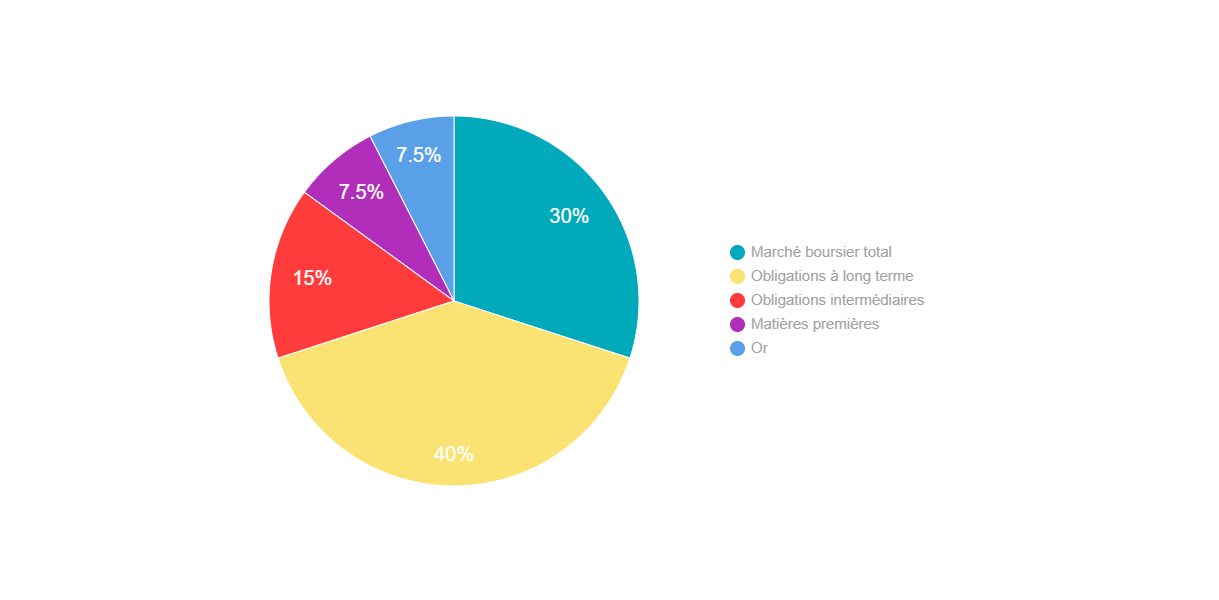 7.5%
30%
7.5%
15%
40%
Marché boursier total
Obligations à long terme
Obligations intermédiaires
Matières premières
Or